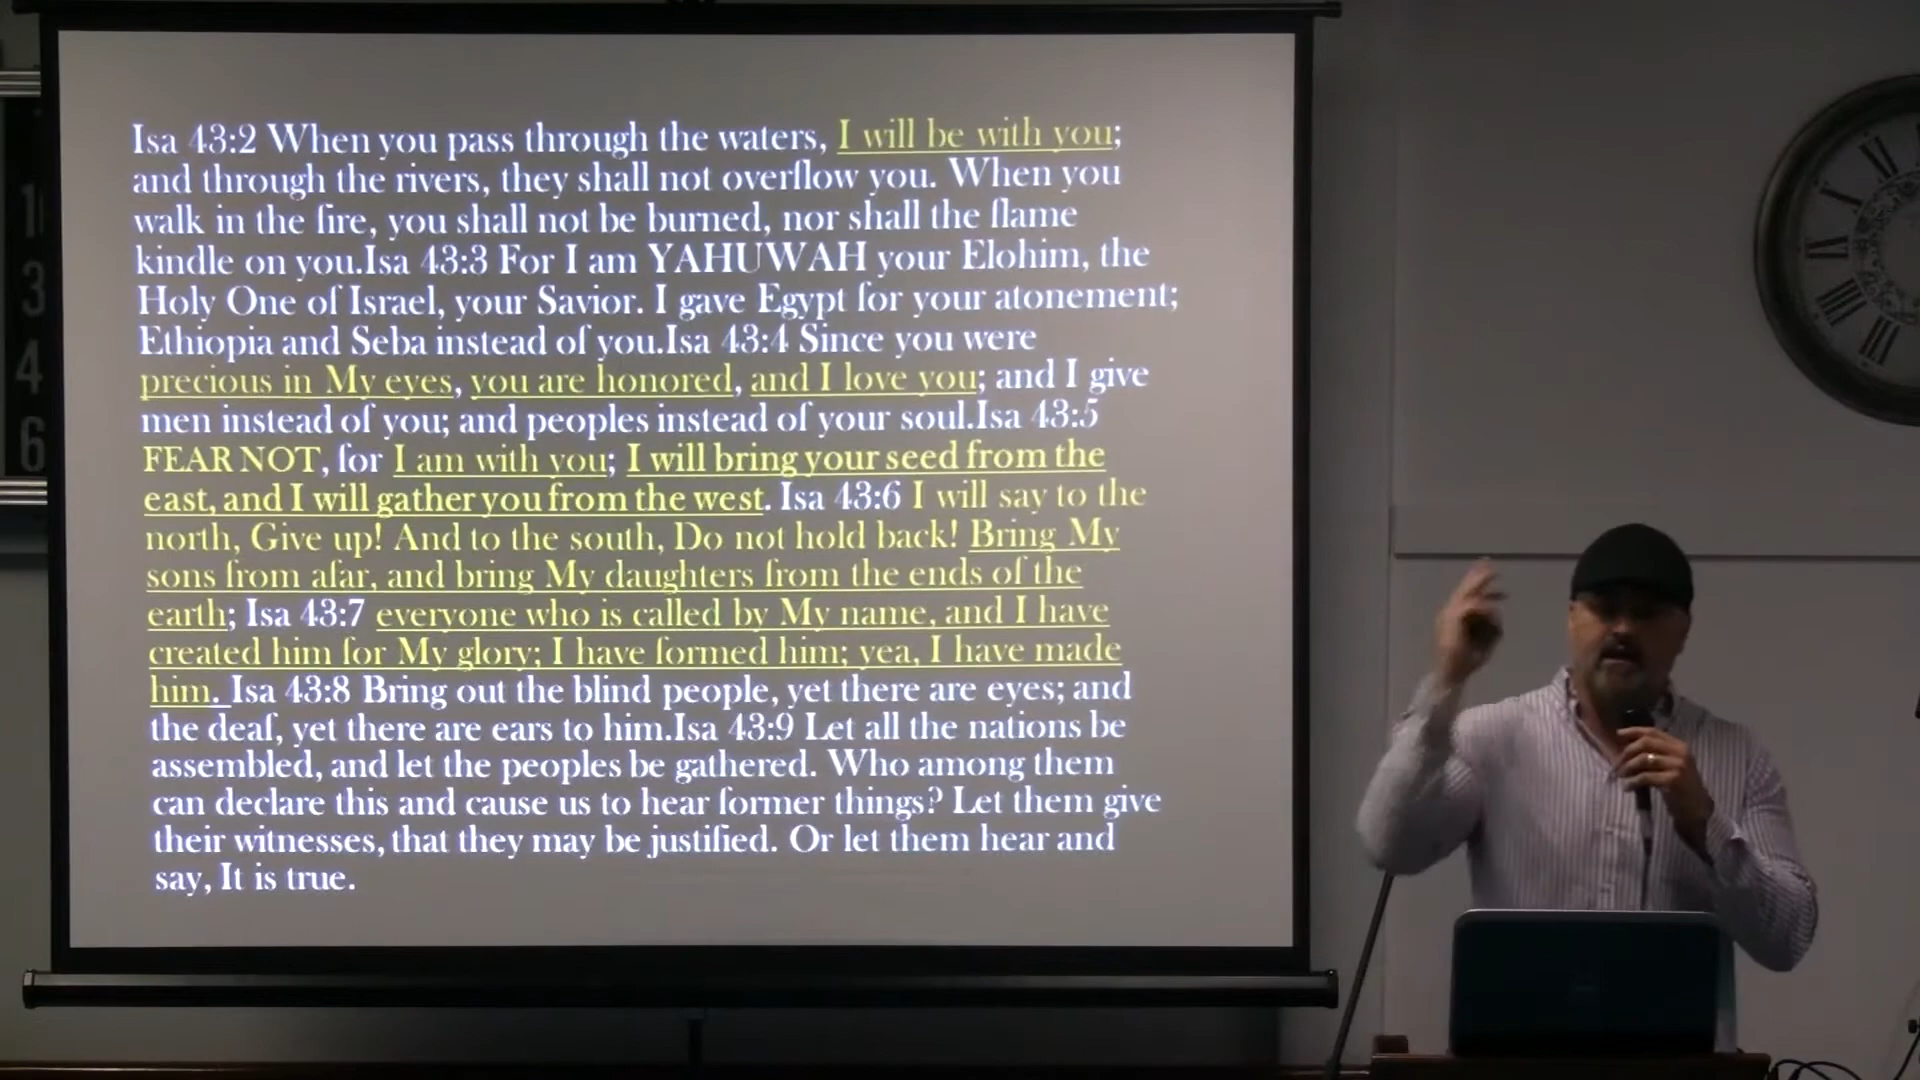 Isa 43:2 When you pass through the waters, I will be with you;
and through the rivers, they shall not overflow you. When you
walk in the fire, you shall not be burned, nor shall the flame
kindle on you.Isa 43:3 For I am YAHUWAH your Elohim, the
Holy One of Israel, your Savior. I gave Egypt for your atonement;
Ethiopia and Seba instead of you.Isa 43:4 Since you were
precious in My eyes, you are honored, and I love you; and I give
men instead of you; and peoples instead of your soul.Isa 43:5
FEAR NOT, for I am with you; I will bring your seed from the
east, and I will gather you from the west. Isa 43:6 I will say to the
north, Give up! And to the south, Do not hold back! Bring My
sons from afar, and bring My daughters from the ends of the
earth; Isa 43:7 everyone who is called by My name, and I have
created him for My glory; I have formed him; yea, I have made
him. Isa 43:8 Bring out the blind people, yet there are eyes; and
the deaf, yet there are ears to him.Isa 43:9 Let all the nations be
assembled, and let the peoples be gathered. Who among them
can declare this and cause us to hear former things? Let them give
their witnesses, that they may be justified. Or let them hear and
say, It is true.
3
4
6